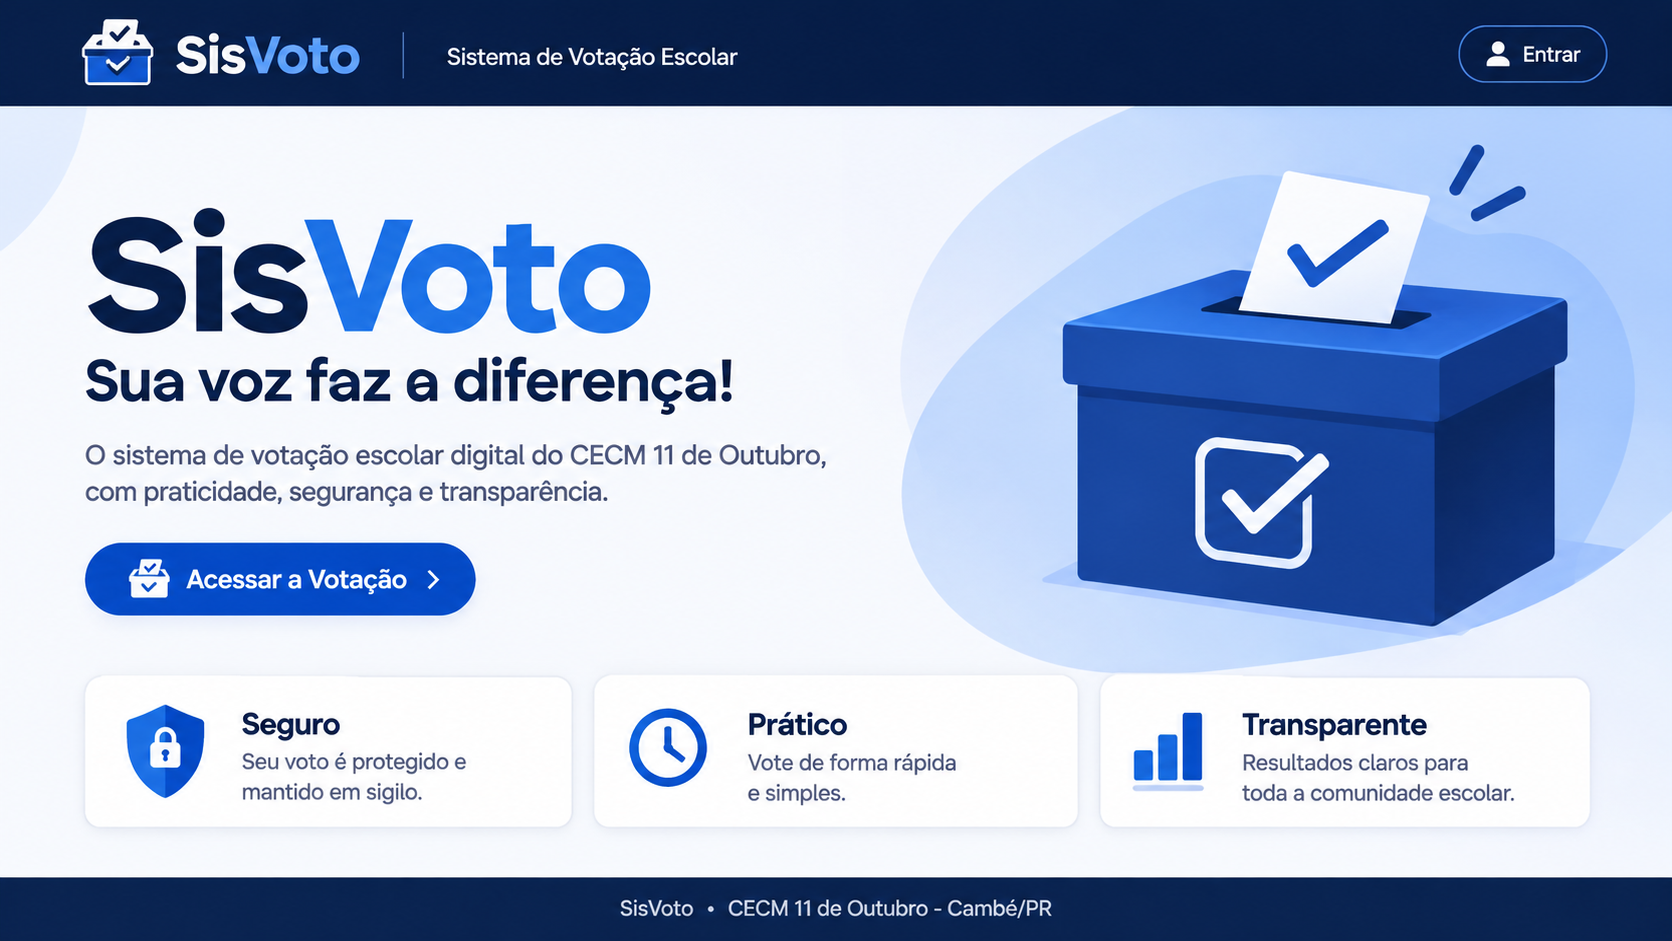 SisVoto
Sistema de Votação Escolar
Entrar
SisVoto
Sua voz faz a diferença!
O sistema de votação escolar digital do CECM 11 de Outubro,
com praticidade, segurança e transparência.
Acessar a Votação
Seguro
Seu voto é protegido e
mantido em sigilo.
Prático
Vote de forma rápida
e simples.
Transparente
Resultados claros para
toda a comunidade escolar.
SisVoto • CECM 11 de Outubro - Cambé/PR